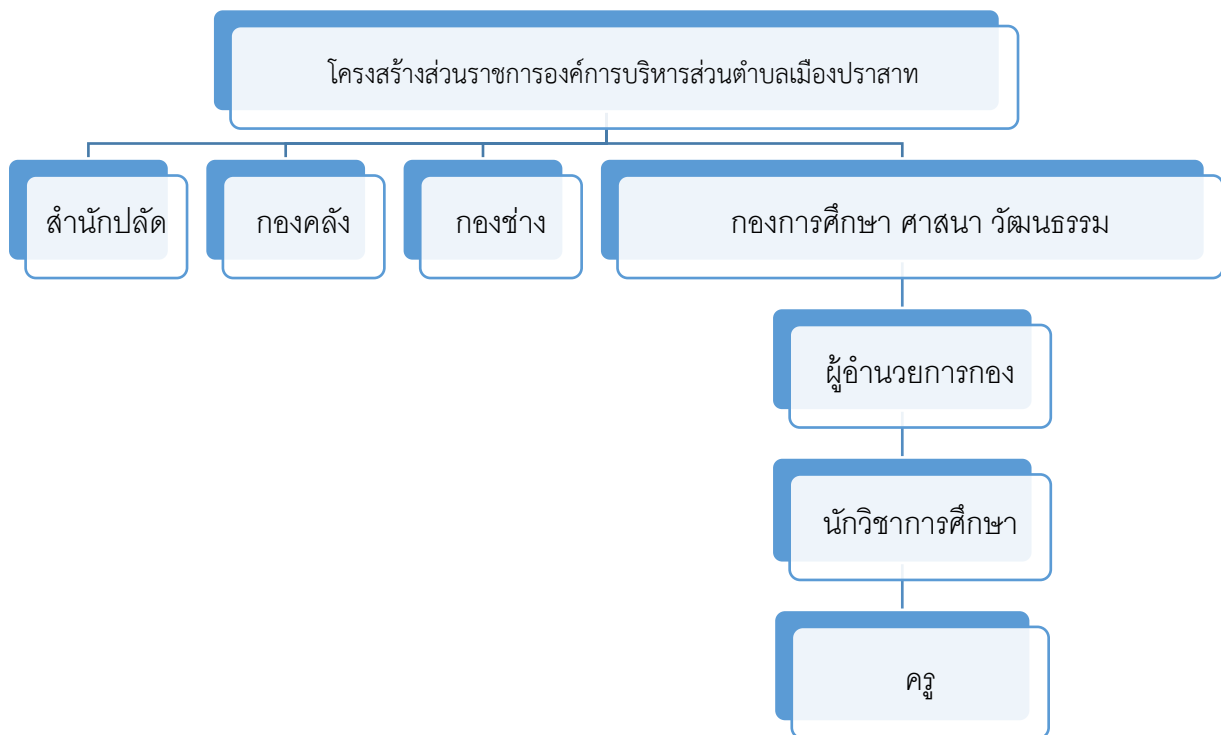 โครงสร้างส่วนราชการองค์การบริหารส่วนตำบลเมืองปราสาท
สำนักปลัด
กองคลัง
กองช่าง
กองการศึกษา ศาสนา วัฒนธรรม
ผู้อำนวยการกอง
นักวิชาการศึกษา
ครู